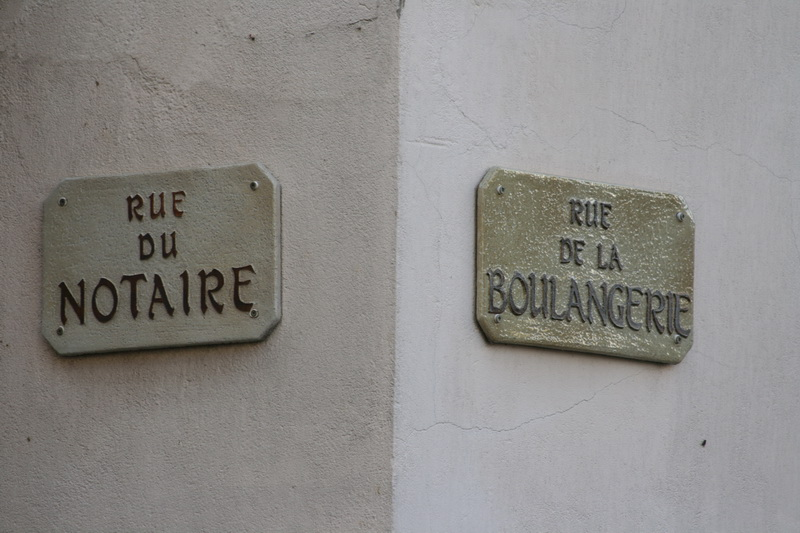 RUE
DU
NOTAIRE
RUE
DE LA
BOULANGERIE